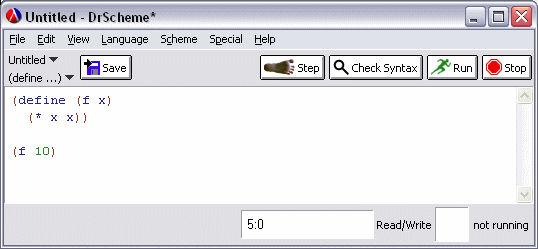 Untitled - DrScheme*
File Edit View Language Scheme Special Help
Untitled
(define ...)
Save
Step
Check Syntax
Run
Stop
(define (f x)
  (* x x))
(f 10)
5:0
Read/Write
not running